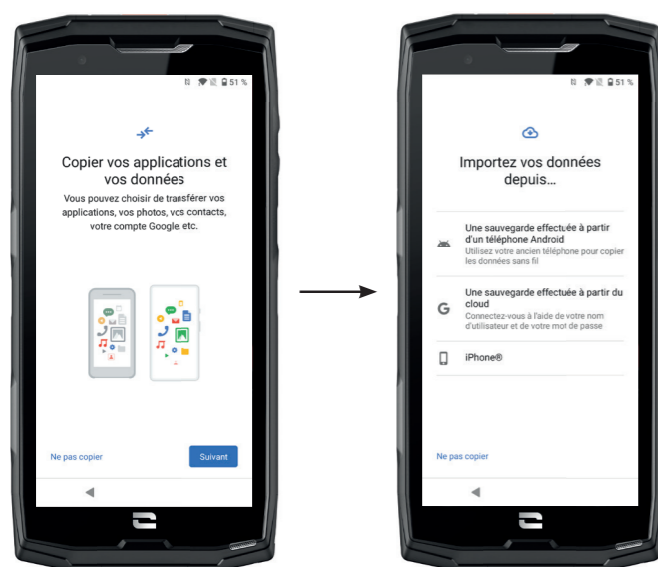 51 %
Copier vos applications et
vos données
Vous pouvez choisir de transférer vos
applications, vos photos, vos contacts,
votre compte Google etc.
Ne pas copier
Suivant
51 %
Importez vos données
depuis...
Une sauvegarde effectuée à partir
d'un téléphone Android
Utilisez votre ancien téléphone pour copier
les données sans fil
G
Une sauvegarde effectuée à partir du
cloud
Connectez-vous à l'aide de votre nom
d'utilisateur et de votre mot de passe
iPhone®
Ne pas copier